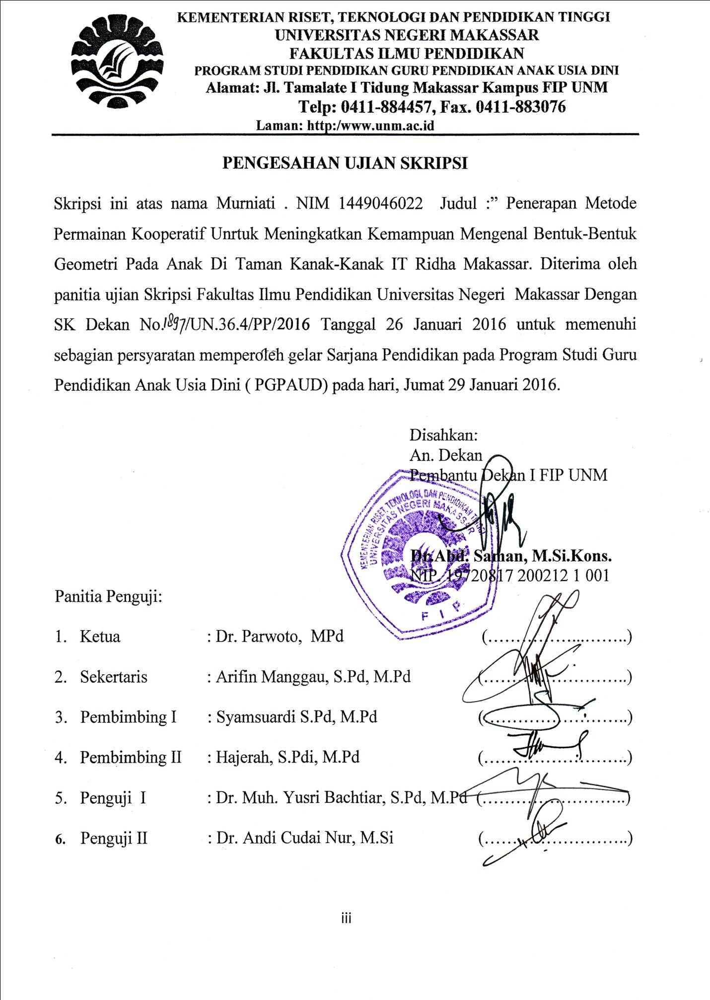 KEMENTERIAN RISET, TEKNOLOGI DAN PENDIDIKAN TINGGI
UNIVERSITAS NEGERI MAKASSAR
FAKULTAS ILMU PENDIDIKAN
PROGRAM STUDI PENDIDIKAN GURU PENDIDIKAN ANAK USIA DINI
Alamat: Jl. Tamalate I Tidung Makassar Kampus FIP UNM
Telp: 0411-884457, Fax. 0411-883076
Laman: http:/www.unm.ac.id
PENGESAHAN UJIAN SKRIPSI
Skripsi ini atas nama Murniati . NIM 1449046022 Judul :” Penerapan Metode
Permainan Kooperatif Unrtuk Meningkatkan Kemampuan Mengenal Bentuk-Bentuk
Geometri Pada Anak Di Taman Kanak-Kanak IT Ridha Makassar. Diterima oleh
panitia ujian Skripsi Fakultas Ilmu Pendidikan Universitas Negeri Makassar Dengan
SK Dekan No.1897/UN.36.4/PP/2016 Tanggal 26 Januari 2016 untuk memenuhi
sebagian persyaratan memperoleh gelar Sarjana Pendidikan pada Program Studi Guru
Pendidikan Anak Usia Dini ( PGPAUD) pada hari, Jumat 29 Januari 2016.
Disahkan:
An. Dekan
Pembantu Dekan I FIP UNM
KEMENTERIAN RISET, TEKNOLOGI, DAN PENDIDIKAN TINGGI
UNIVERSITAS NEGERI MAKASSAR
F I P
Dr.Abd. Saman, M.Si.Kons.
NIP. 19720817 200212 1 001
Panitia Penguji:
1. Ketua : Dr. Parwoto, MPd (……………...……….)
2. Sekertaris : Arifin Manggau, S.Pd, M.Pd (……………………….)
3. Pembimbing I : Syamsuardi S.Pd, M.Pd (……………………….)
4. Pembimbing II : Hajerah, S.Pdi, M.Pd (……………………….)
5. Penguji I : Dr. Muh. Yusri Bachtiar, S.Pd, M.Pd (……………………….)
6. Penguji II : Dr. Andi Cudai Nur, M.Si (……………………….)
iii